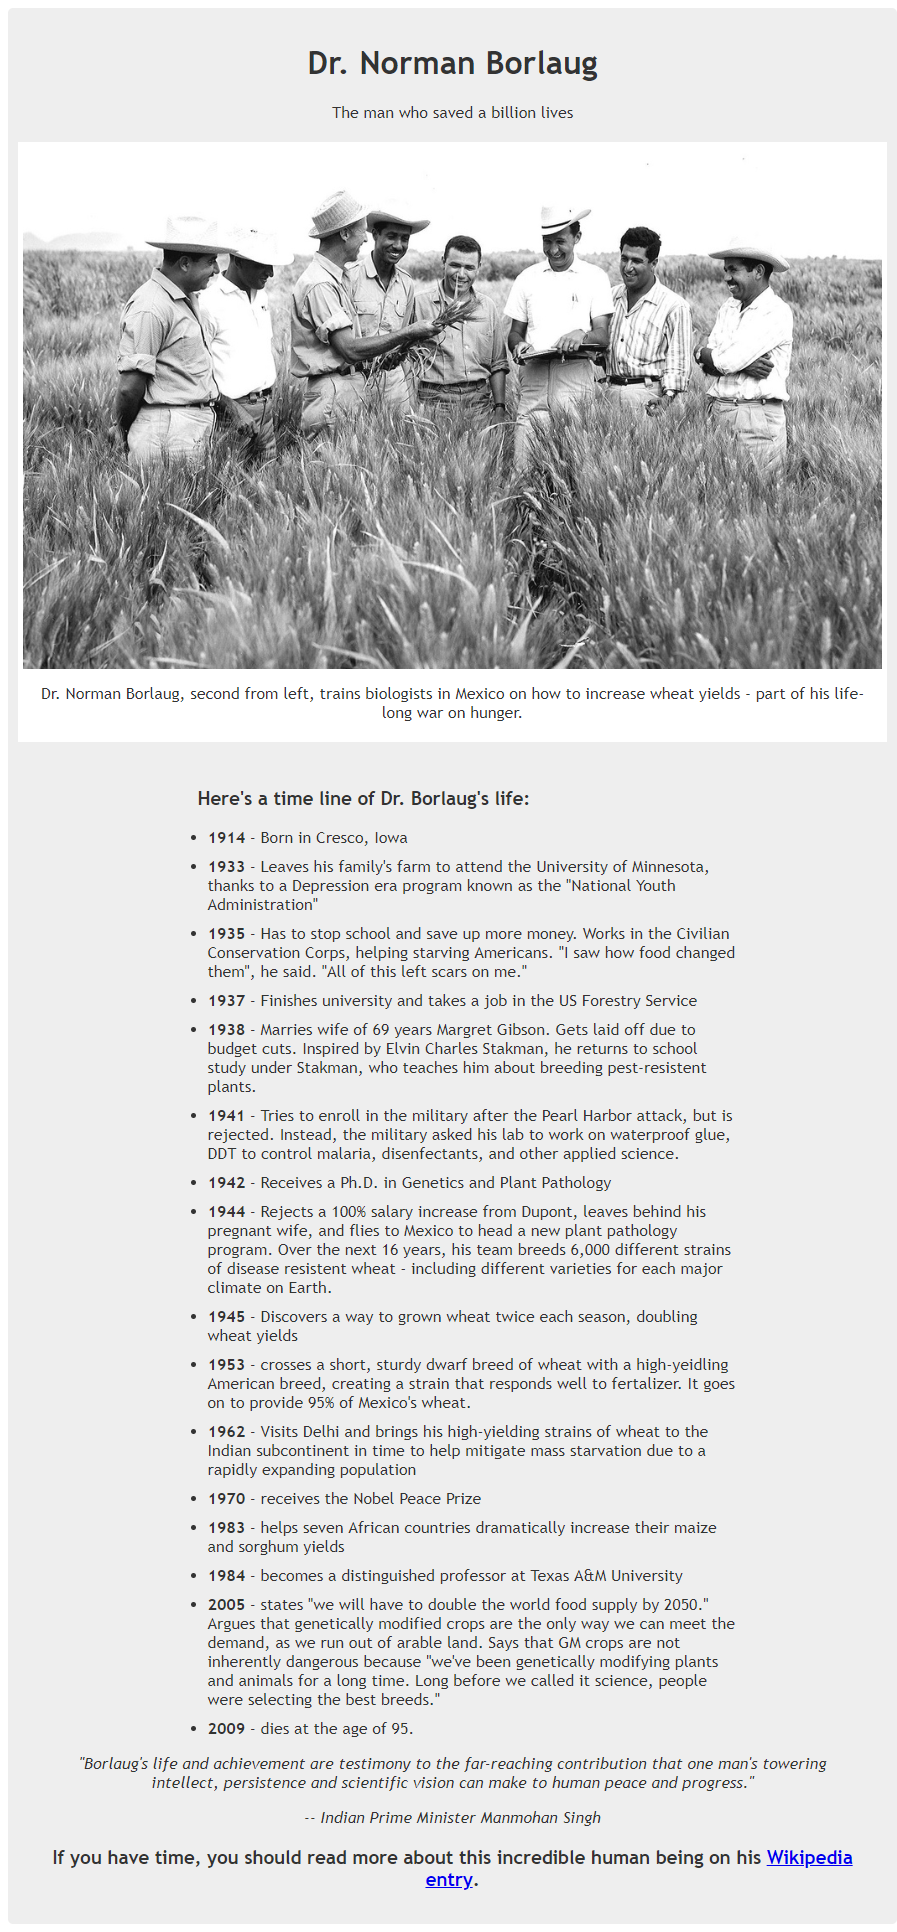 Dr. Norman Borlaug
The man who saved a billion lives
Dr. Norman Borlaug, second from left, trains biologists in Mexico on how to increase wheat yields - part of his life-
long war on hunger.
Here's a time line of Dr. Borlaug's life:
• 1914 - Born in Cresco, Iowa
• 1933 - Leaves his family's farm to attend the University of Minnesota,
thanks to a Depression era program known as the "National Youth
Administration"
• 1935 - Has to stop school and save up more money. Works in the Civilian
Conservation Corps, helping starving Americans. "I saw how food changed
them", he said. "All of this left scars on me."
• 1937 - Finishes university and takes a job in the US Forestry Service
• 1938 - Marries wife of 69 years Margret Gibson. Gets laid off due to
budget cuts. Inspired by Elvin Charles Stakman, he returns to school
study under Stakman, who teaches him about breeding pest-resistent
plants.
• 1941 - Tries to enroll in the military after the Pearl Harbor attack, but is
rejected. Instead, the military asked his lab to work on waterproof glue,
DDT to control malaria, disenfectants, and other applied science.
• 1942 - Receives a Ph.D. in Genetics and Plant Pathology
• 1944 - Rejects a 100% salary increase from Dupont, leaves behind his
pregnant wife, and flies to Mexico to head a new plant pathology
program. Over the next 16 years, his team breeds 6,000 different strains
of disease resistent wheat - including different varieties for each major
climate on Earth.
• 1945 - Discovers a way to grown wheat twice each season, doubling
wheat yields
• 1953 - crosses a short, sturdy dwarf breed of wheat with a high-yeidling
American breed, creating a strain that responds well to fertalizer. It goes
on to provide 95% of Mexico's wheat.
• 1962 - Visits Delhi and brings his high-yielding strains of wheat to the
Indian subcontinent in time to help mitigate mass starvation due to a
rapidly expanding population
• 1970 - receives the Nobel Peace Prize
• 1983 - helps seven African countries dramatically increase their maize
and sorghum yields
• 1984 - becomes a distinguished professor at Texas A&M University
• 2005 - states "we will have to double the world food supply by 2050."
Argues that genetically modified crops are the only way we can meet the
demand, as we run out of arable land. Says that GM crops are not
inherently dangerous because "we've been genetically modifying plants
and animals for a long time. Long before we called it science, people
were selecting the best breeds."
• 2009 - dies at the age of 95.
"Borlaug's life and achievement are testimony to the far-reaching contribution that one man's towering
intellect, persistence and scientific vision can make to human peace and progress."
-- Indian Prime Minister Manmohan Singh
If you have time, you should read more about this incredible human being on his Wikipedia
entry.